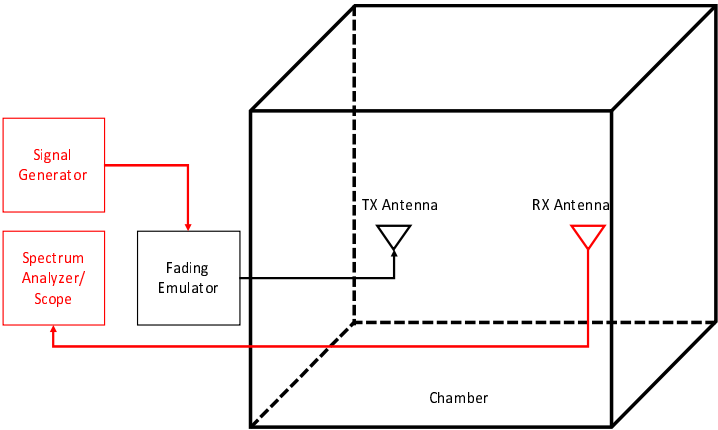 Signal
Generator
Spectrum
Analyzer/
Scope
Fading
Emulator
TX Antenna
RX Antenna
Chamber